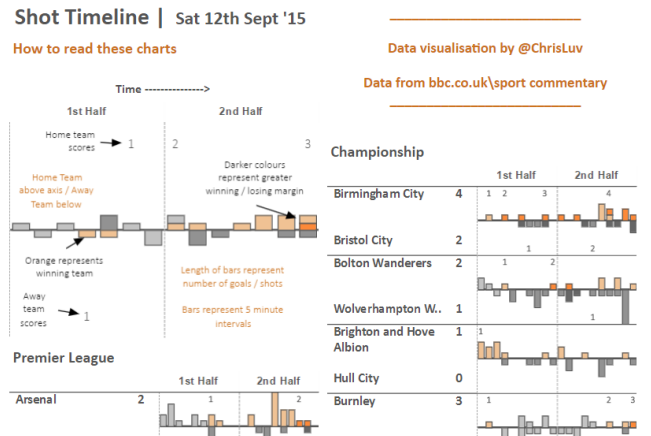 Shot Timeline | Sat 12th Sept '15
How to read these charts
Data visualisation by @ChrisLuv
Data from bbc.co.uk\sport commentary
Time --------------->
1st Half 2nd Half
Home team
scores 1 2 3
Darker colours
represent greater
winning / losing margin
Home Team
above axis / Away
Team below
Orange represents
winning team
Length of bars represent
number of goals / shots
Away
team
scores 1
Bars represent 5 minute
intervals
Premier League
1st Half 2nd Half
Arsenal 2 1 2
Championship
1st Half 2nd Half
Birmingham City 4 1 2 3 4
Bristol City 2 1 2
Bolton Wanderers 2 1 2
Wolverhampton W.. 1 1
Brighton and Hove
Albion 1 1
Hull City 0
Burnley 3 1 2 3